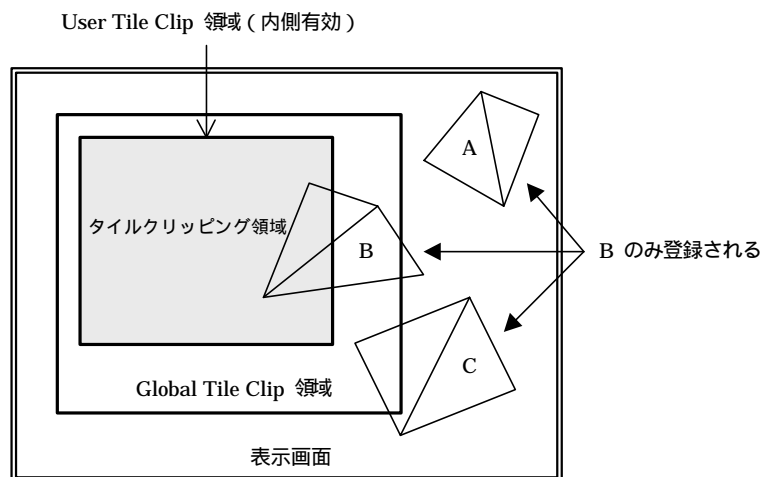 User Tile Clip 領域（内側有効）
A
タイルクリッピング領域
B
B のみ登録される
C
Global Tile Clip 領域
表示画面